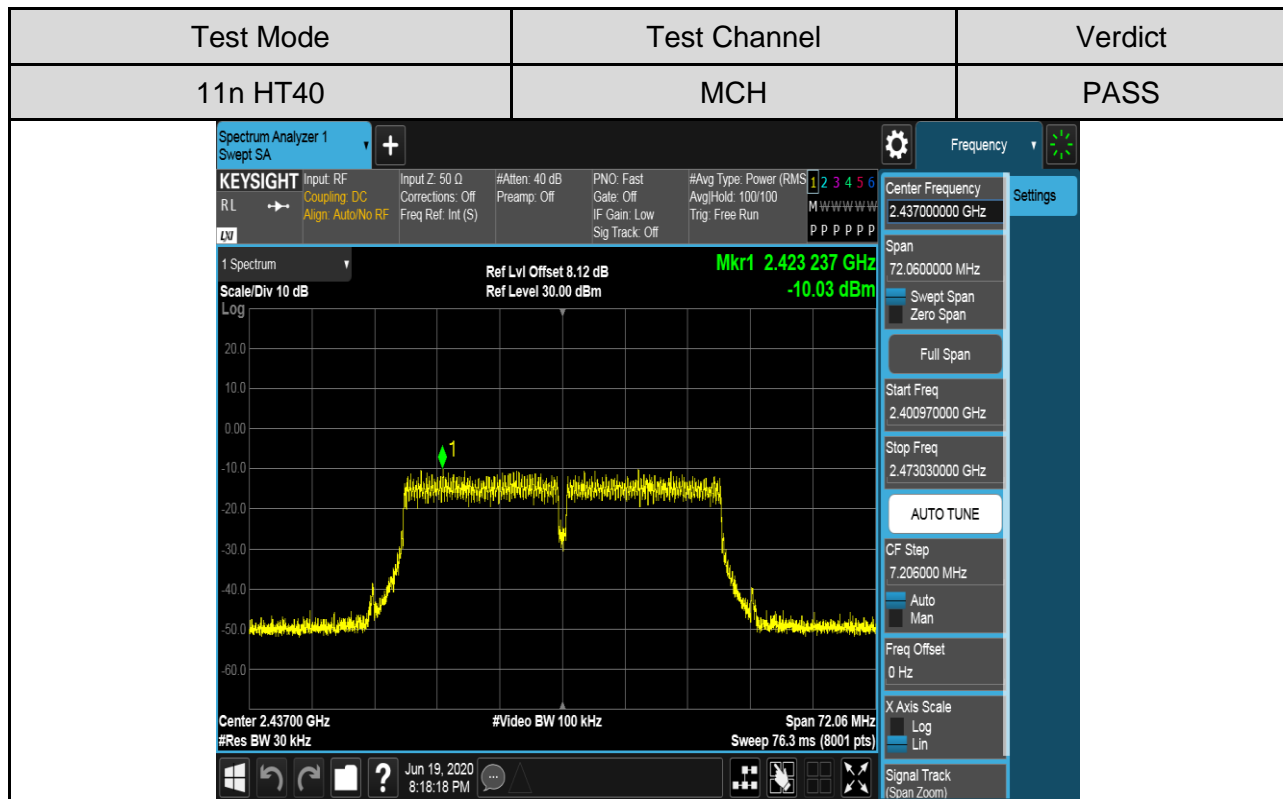 Test Mode Test Channel Verdict
11n HT40 MCH PASS
Spectrum Analyzer 1
Swept SA
+
Frequency
KEYSIGHT
RL
LXI
Input: RF
Coupling: DC
Align: Auto/No RF
Input Z: 50 Ω
Corrections: Off
Freq Ref: Int (S)
#Atten: 40 dB
Preamp: Off
PNO: Fast
Gate: Off
IF Gain: Low
Sig Track: Off
#Avg Type: Power (RMS
Avg|Hold: 100/100
Trig: Free Run
1 2 3 4 5 6
M W W W W W
P P P P P P
1 Spectrum
Scale/Div 10 dB
Log
Ref Lvl Offset 8.12 dB
Ref Level 30.00 dBm
Mkr1 2.423 237 GHz
-10.03 dBm
20.0
10.0
0.00
-10.0
-20.0
-30.0
-40.0
-50.0
-60.0
1
Center 2.43700 GHz
#Res BW 30 kHz
#Video BW 100 kHz
Span 72.06 MHz
Sweep 76.3 ms (8001 pts)
Center Frequency
2.437000000 GHz
Settings
Span
72.0600000 MHz
Swept Span
Zero Span
Full Span
Start Freq
2.400970000 GHz
Stop Freq
2.473030000 GHz
AUTO TUNE
CF Step
7.206000 MHz
Auto
Man
Freq Offset
0 Hz
X Axis Scale
Log
Lin
Signal Track
(Span Zoom)
?
Jun 19, 2020
8:18:18 PM